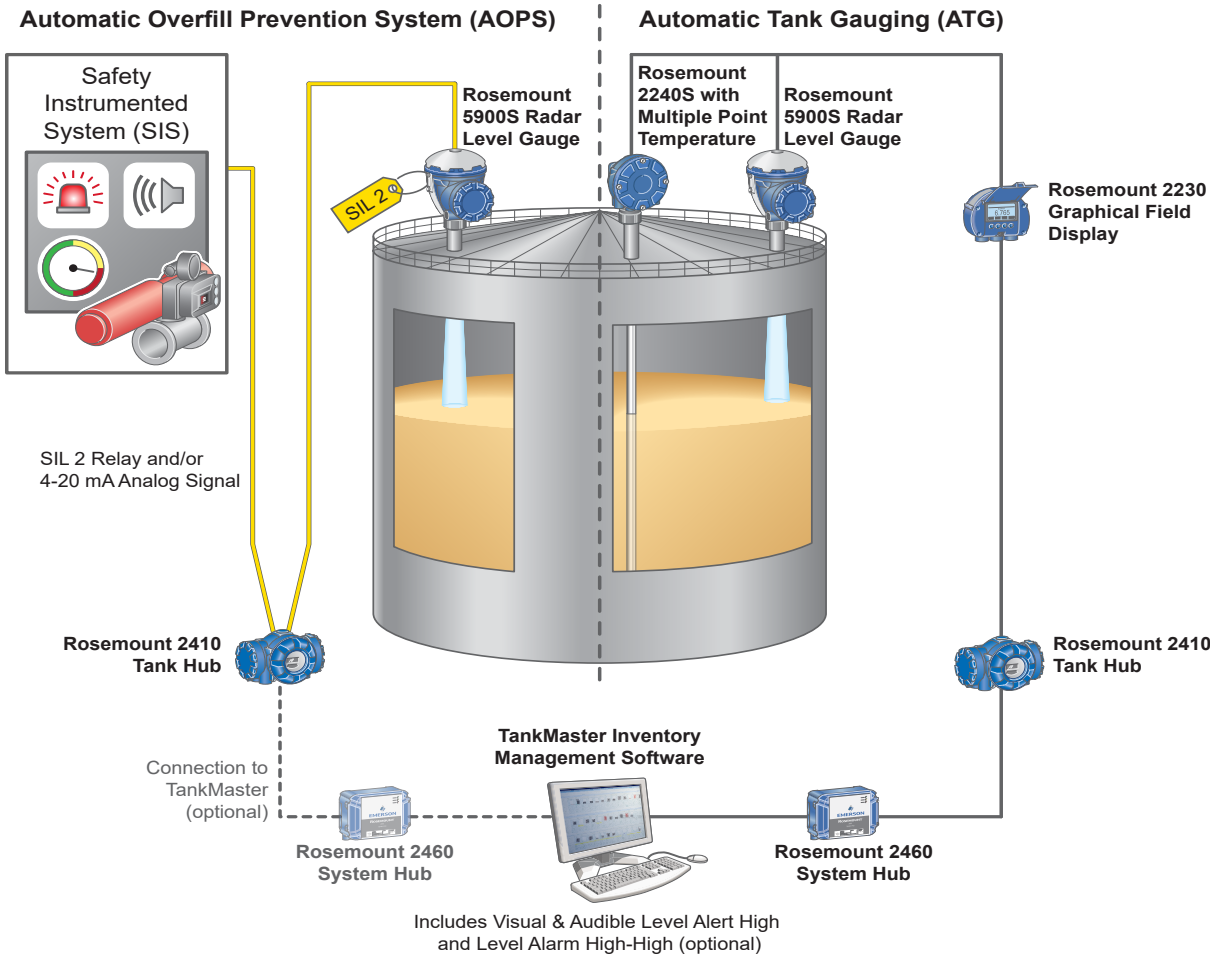 Automatic Overfill Prevention System (AOPS)
Automatic Tank Gauging (ATG)
Safety
Instrumented
System (SIS)
Rosemount
5900S Radar
Level Gauge
SIL 2
Rosemount
2240S with
Multiple Point
Temperature
Rosemount
5900S Radar
Level Gauge
6.765
Rosemount 2230
Graphical Field
Display
SIL 2 Relay and/or
4-20 mA Analog Signal
Rosemount 2410
Tank Hub
Rosemount 2410
Tank Hub
Connection to
TankMaster
(optional)
TankMaster Inventory
Management Software
EMERSON
Rosemount 2460
System Hub
EMERSON
Rosemount 2460
System Hub
Includes Visual & Audible Level Alert High
and Level Alarm High-High (optional)